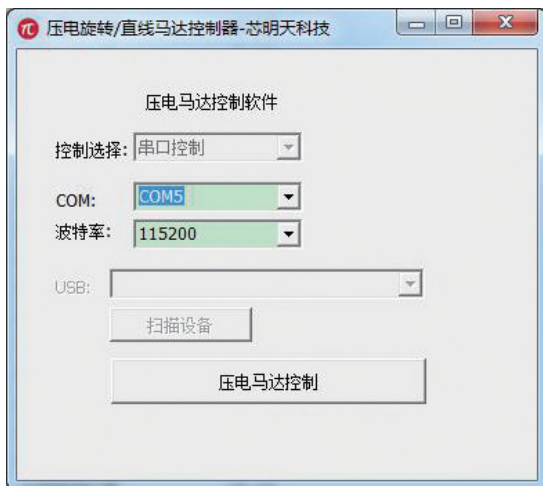 压电旋转/直线马达控制器-芯明天科技
压电马达控制软件
控制选择: 串口控制
COM: COM5
波特率: 115200
USB:
扫描设备
压电马达控制